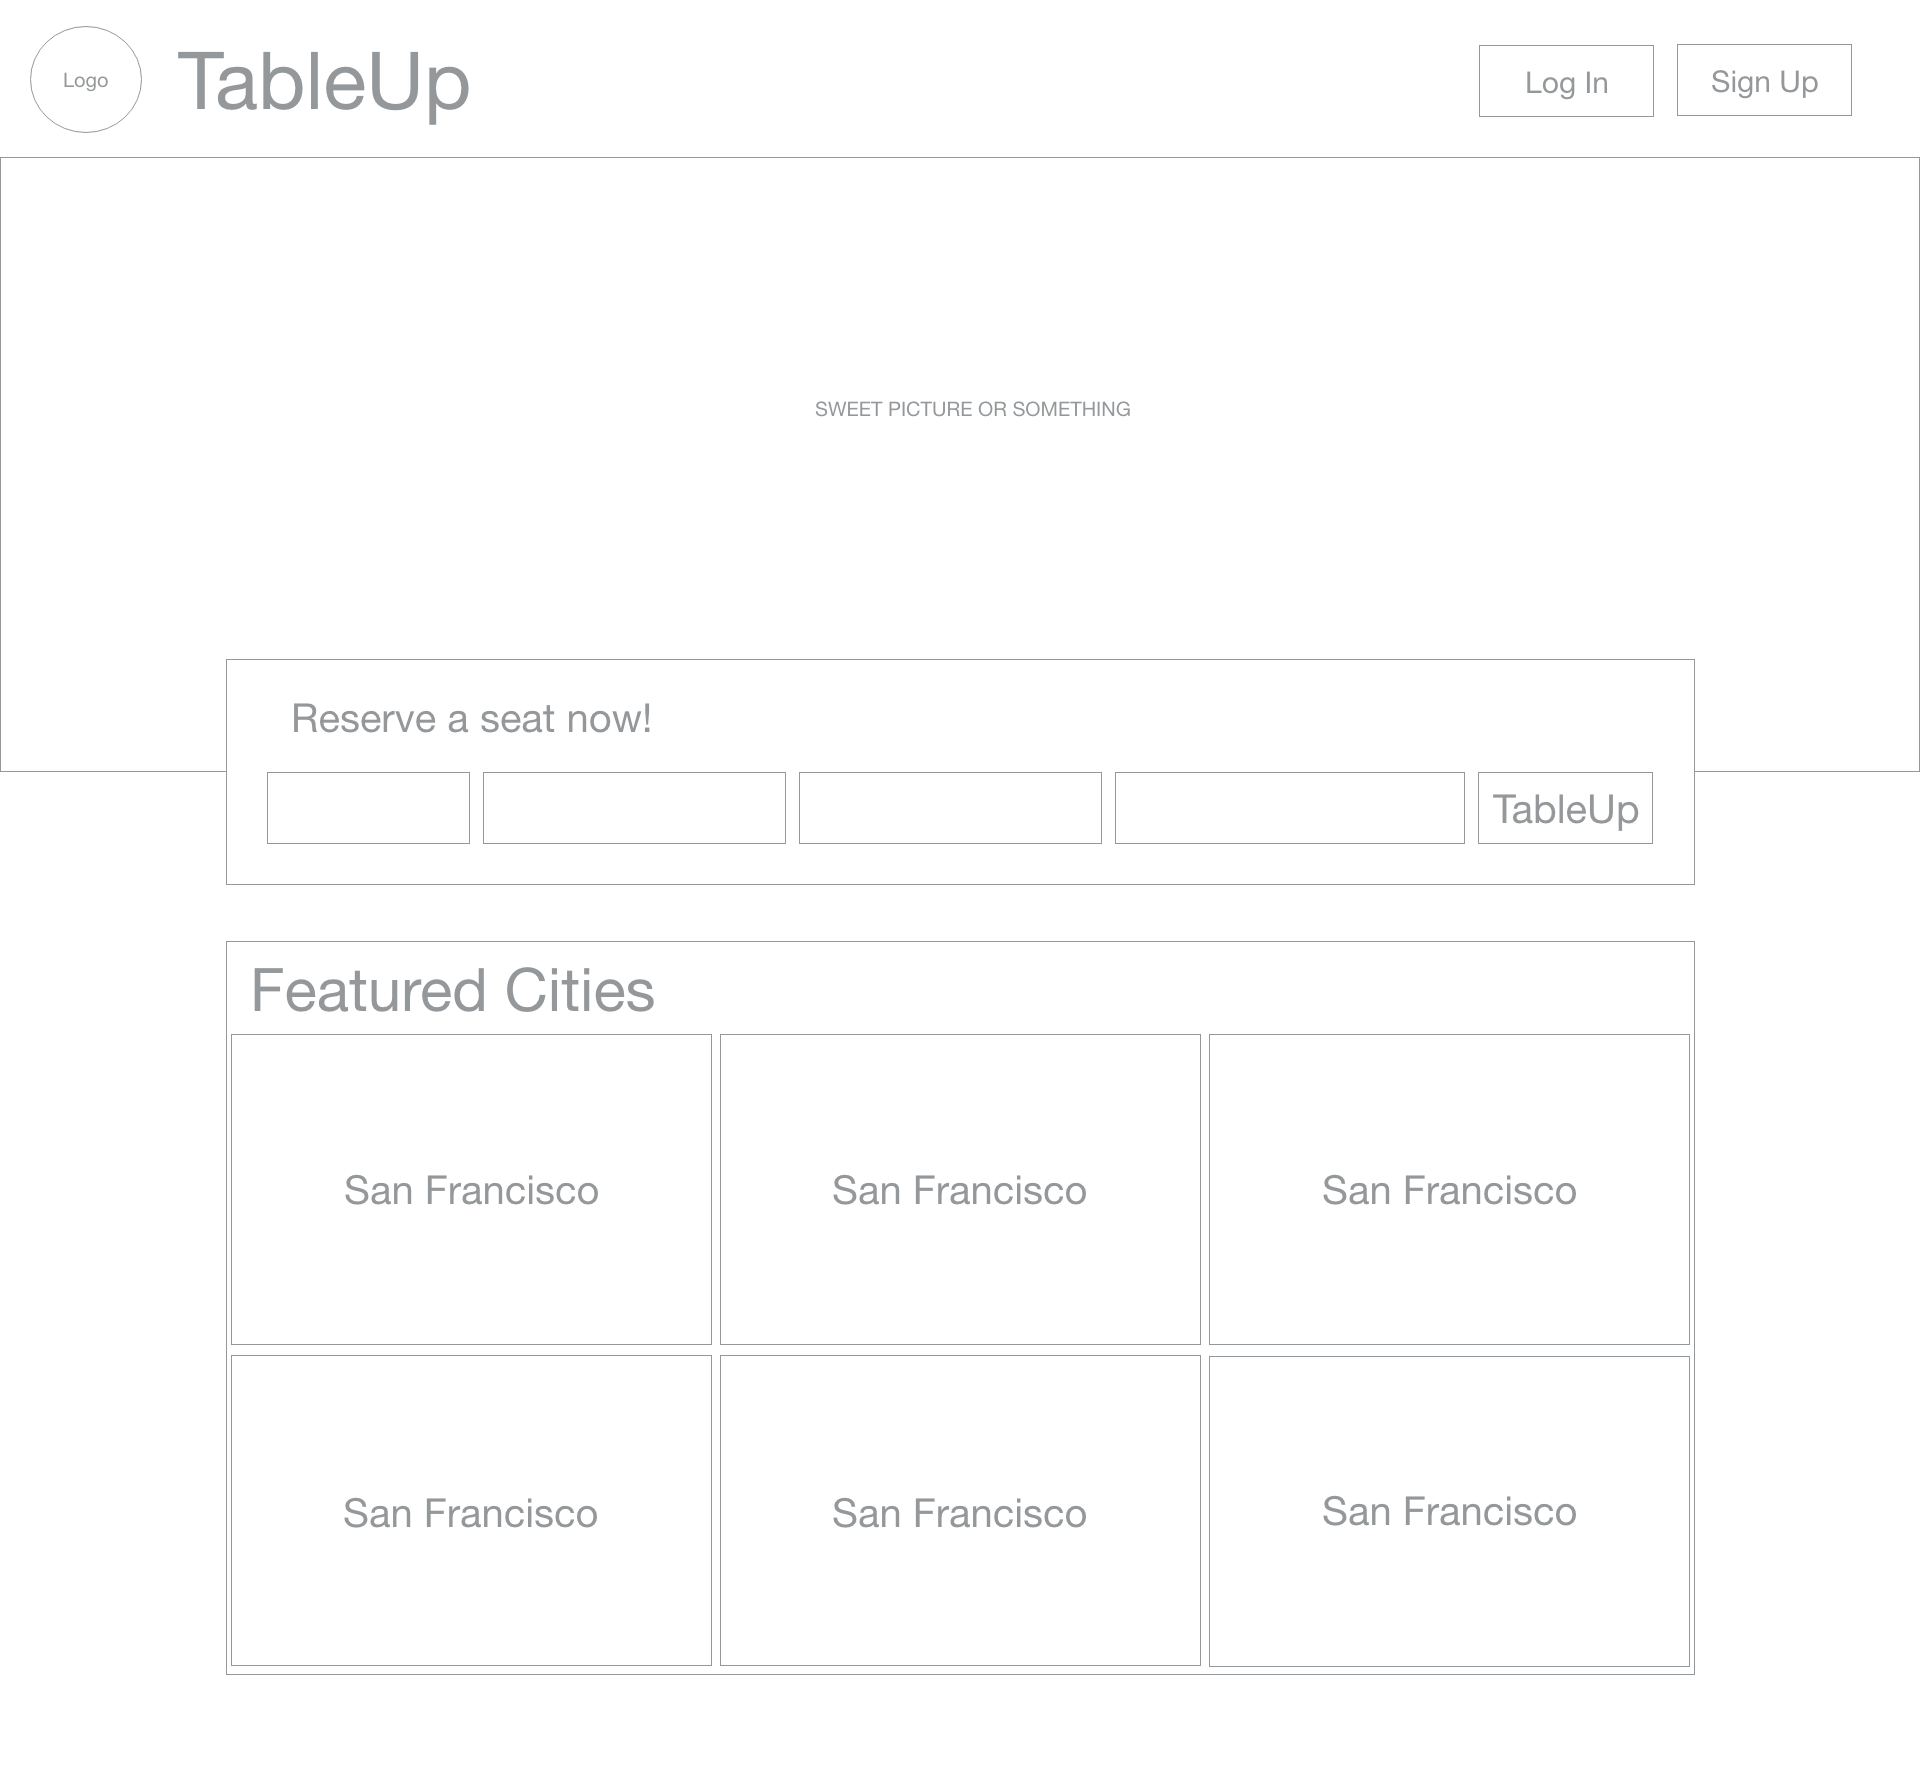 Logo
TableUp
Log In
Sign Up
SWEET PICTURE OR SOMETHING
Reserve a seat now!
TableUp
Featured Cities
San Francisco
San Francisco
San Francisco
San Francisco
San Francisco
San Francisco